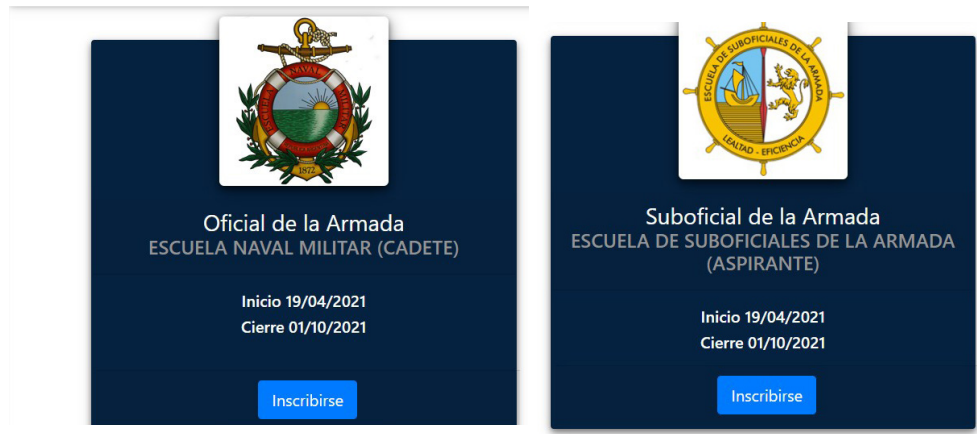 ESCUELA NAVAL MILITAR
1872
Oficial de la Armada
ESCUELA NAVAL MILITAR (CADETE)
Inicio 19/04/2021
Cierre 01/10/2021
Inscribirse
ESCUELA DE SUBOFICIALES DE LA ARMADA
LEALTAD - EFICIENCIA
Suboficial de la Armada
ESCUELA DE SUBOFICIALES DE LA ARMADA
(ASPIRANTE)
Inicio 19/04/2021
Cierre 01/10/2021
Inscribirse